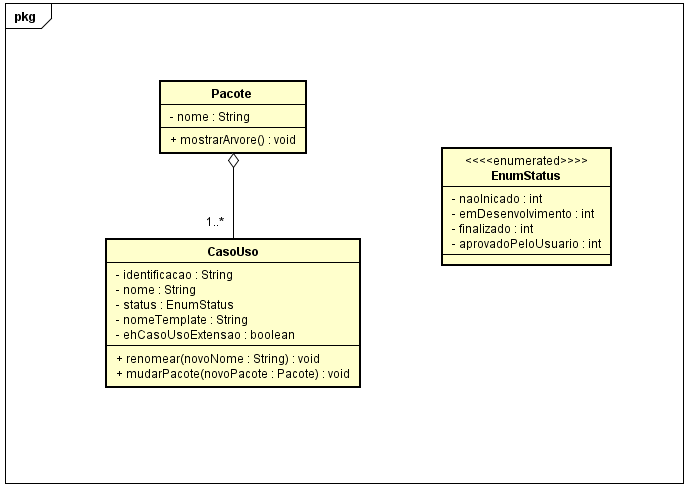 pkg
Pacote
- nome : String
+ mostrarArvore() : void
1..*
CasoUso
- identificacao : String
- nome : String
- status : EnumStatus
- nomeTemplate : String
- ehCasoUsoExtensao : boolean
+ renomear(novoNome : String) : void
+ mudarPacote(novoPacote : Pacote) : void
<<<<enumerated>>>>
EnumStatus
- naoInicado : int
- emDesenvolvimento : int
- finalizado : int
- aprovadoPeloUsuario : int